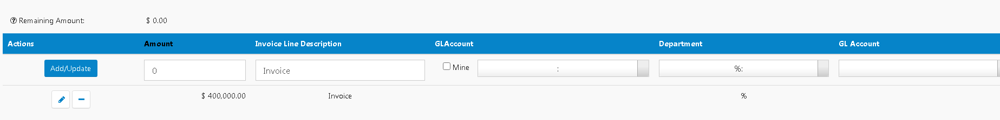 Remaining Amount: $ 0.00
Actions Amount Invoice Line Description GLAccount Department GL Account
Add/Update 0 Invoice Mine : %:
$ 400,000.00 Invoice %